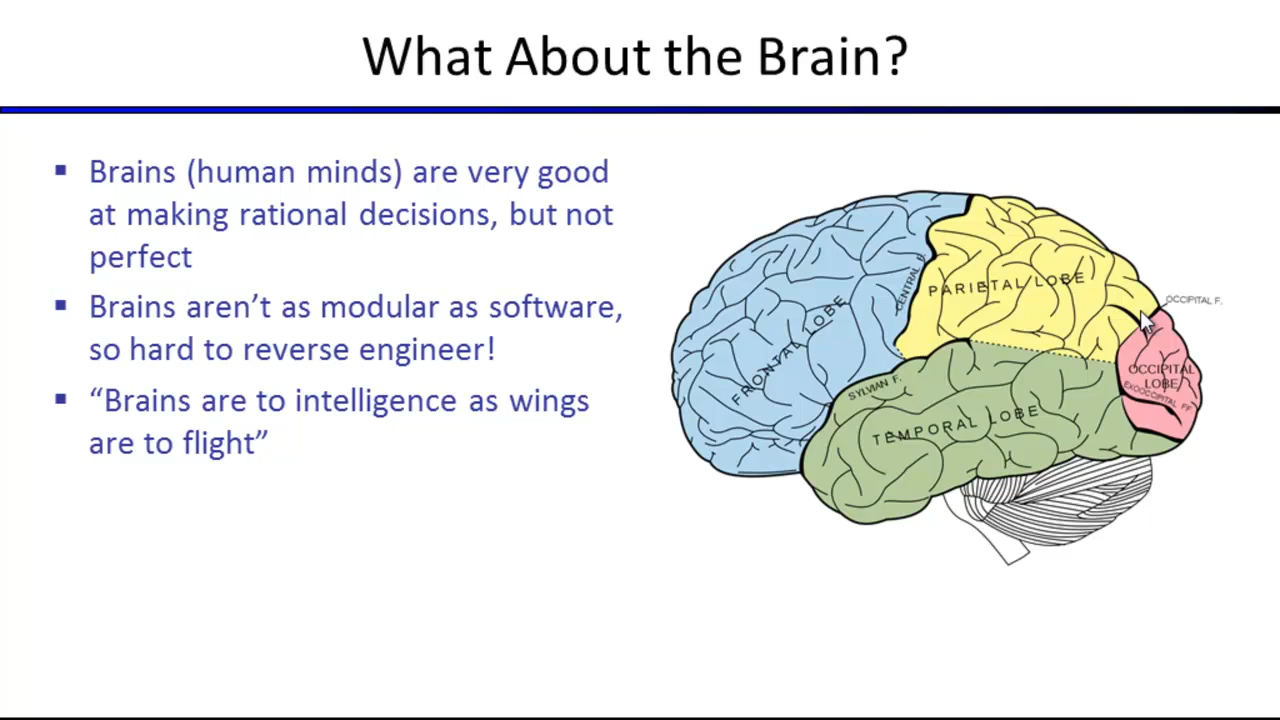 What About the Brain?
▪ Brains (human minds) are very good
at making rational decisions, but not
perfect
▪ Brains aren’t as modular as software,
so hard to reverse engineer!
▪ “Brains are to intelligence as wings
are to flight”
FRONTAL LOBE
CENTRAL
PARIETAL LOBE
OCCIPITAL F.
OCCIPITAL
LOBE
EXOOCCIPITAL FF
SYLVIAN F.
TEMPORAL LOBE